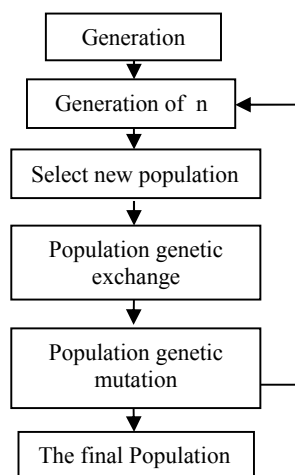 Generation
Generation of n
Select new population
Population genetic
exchange
Population genetic
mutation
The final Population